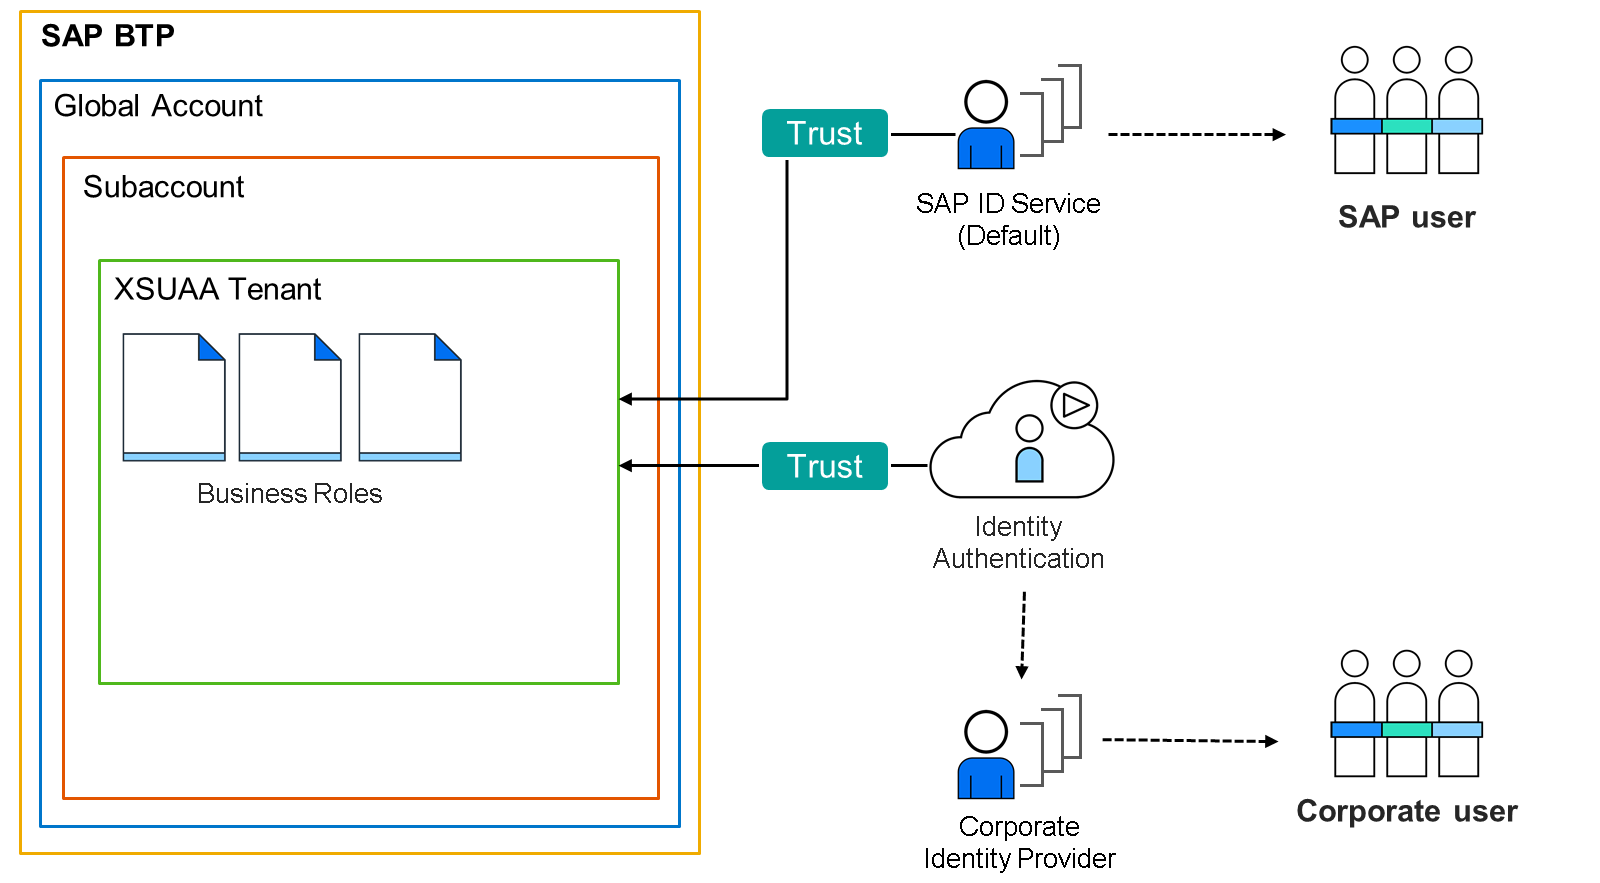 SAP BTP
Global Account
Subaccount
XSUAA Tenant
Business Roles
Trust
SAP ID Service
(Default)
SAP user
Trust
Identity
Authentication
Corporate
Identity Provider
Corporate user